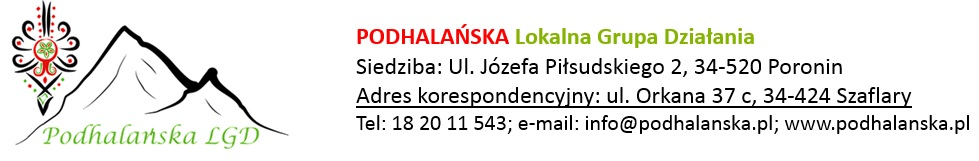 PODHALAŃSKA Lokalna Grupa Działania
Siedziba: Ul. Józefa Piłsudskiego 2, 34-520 Poronin
Adres korespondencyjny: ul. Orkana 37 c, 34-424 Szaflary
Tel: 18 20 11 543; e-mail: info@podhalanska.pl; www.podhalanska.pl
Podhalańska LGD